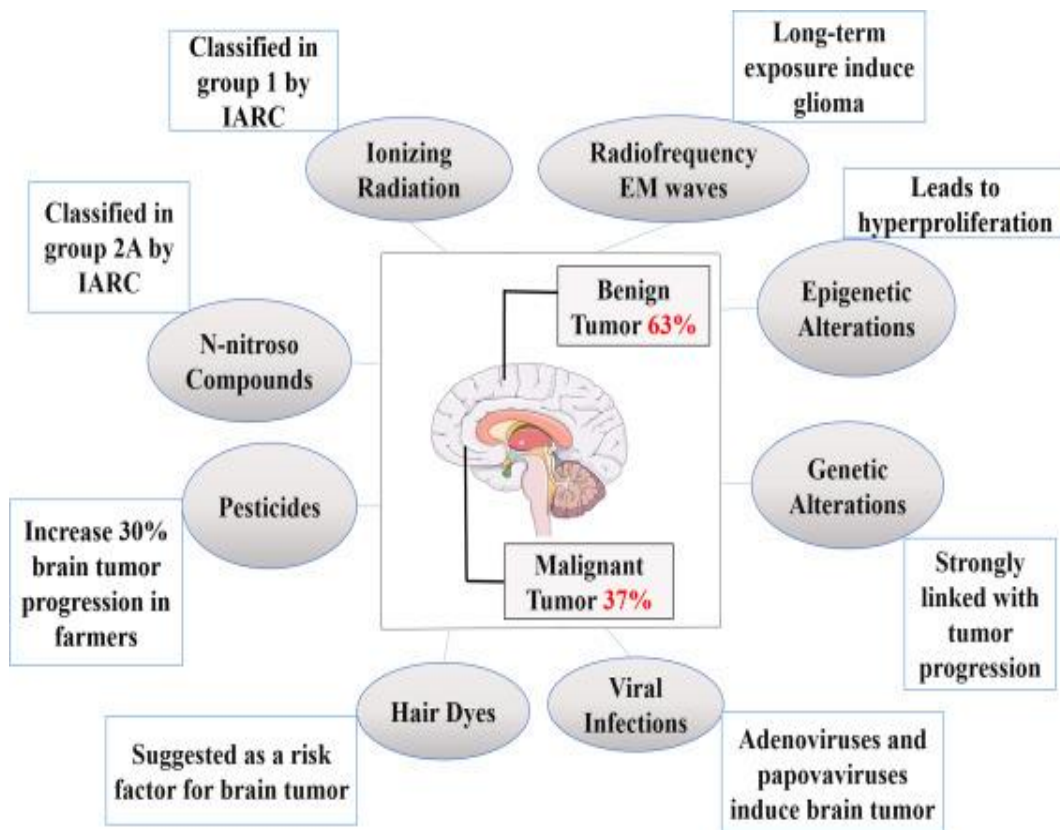 Classified in
group 1 by
IARC
Ionizing
Radiation
Long-term
exposure induce
glioma
Radiofrequency
EM waves
Leads to
hyperproliferation
Epigenetic
Alterations
Classified in
group 2A by
IARC
N-nitroso
Compounds
Benign
Tumor 63%
Genetic
Alterations
Strongly
linked with
tumor
progression
Pesticides
Increase 30%
brain tumor
progression in
farmers
Malignant
Tumor 37%
Hair Dyes
Suggested as a risk
factor for brain tumor
Viral
Infections
Adenoviruses and
papovaviruses
induce brain tumor